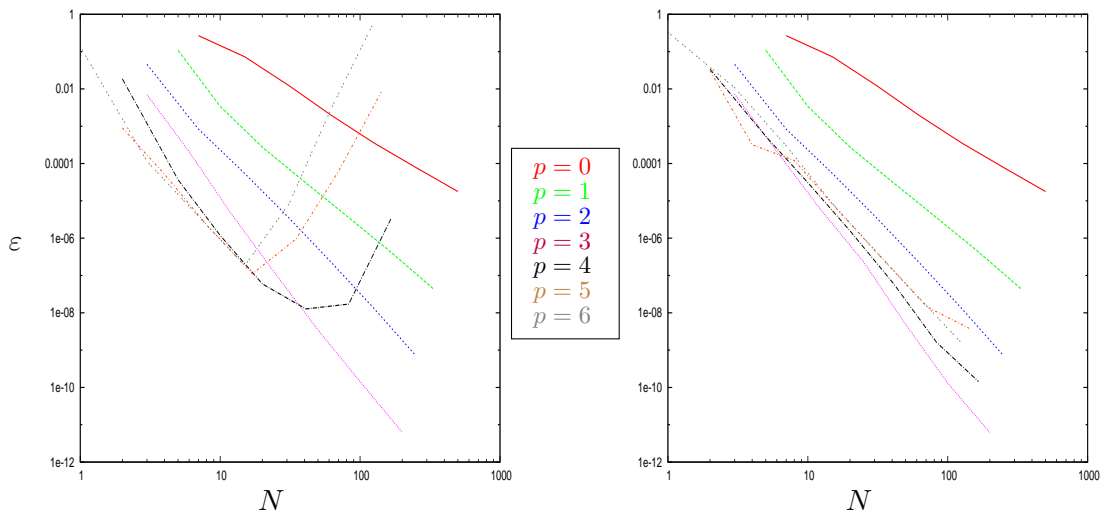 1
0.01
0.0001
1e-06
1e-08
1e-10
1e-12
ε
1 10 100 1000
N
p = 0
p = 1
p = 2
p = 3
p = 4
p = 5
p = 6
1
0.01
0.0001
1e-06
1e-08
1e-10
1e-12
1 10 100 1000
N